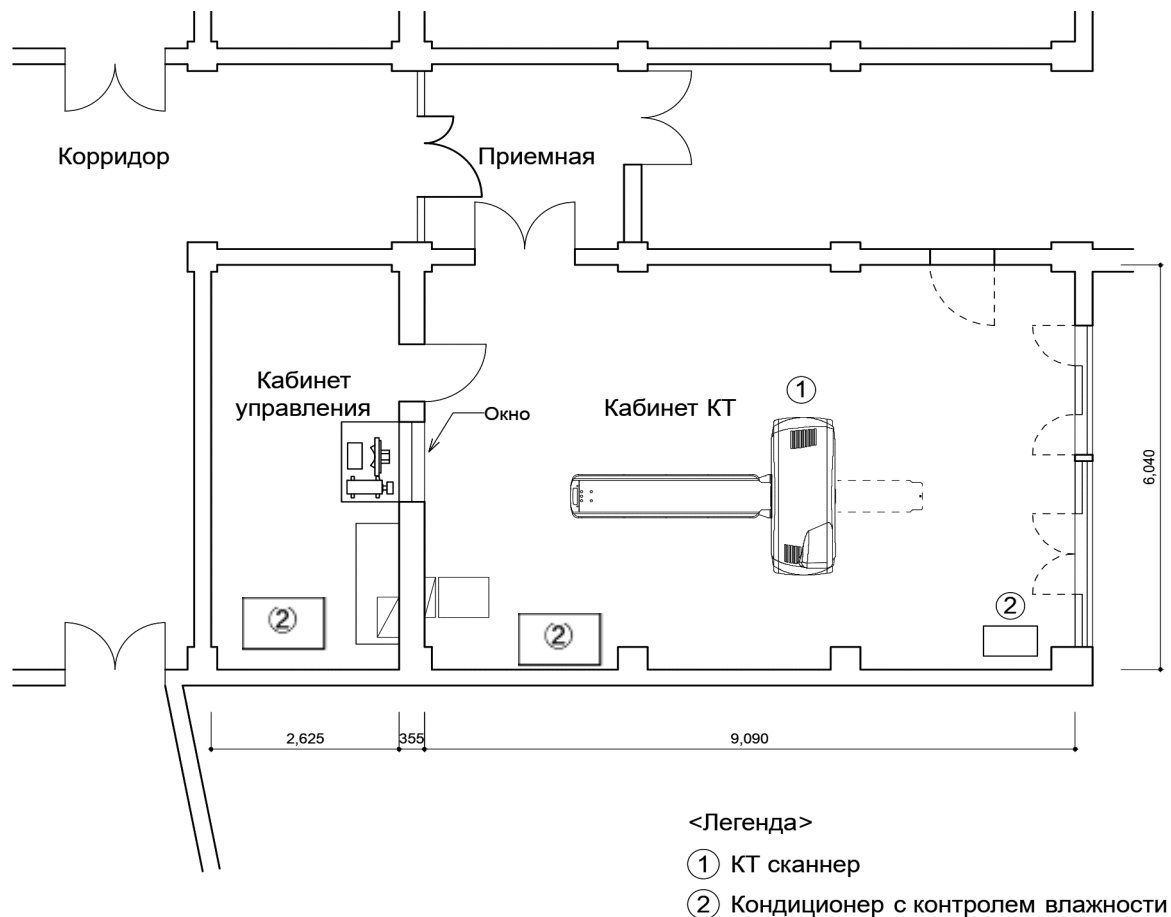 Корридор
Приемная
Кабинет
управления
Окно
Кабинет КТ
1
6,040
2
2
2
2,625
355
9,090
<Легенда>
1 КТ сканнер
2 Кондиционер с контролем влажности